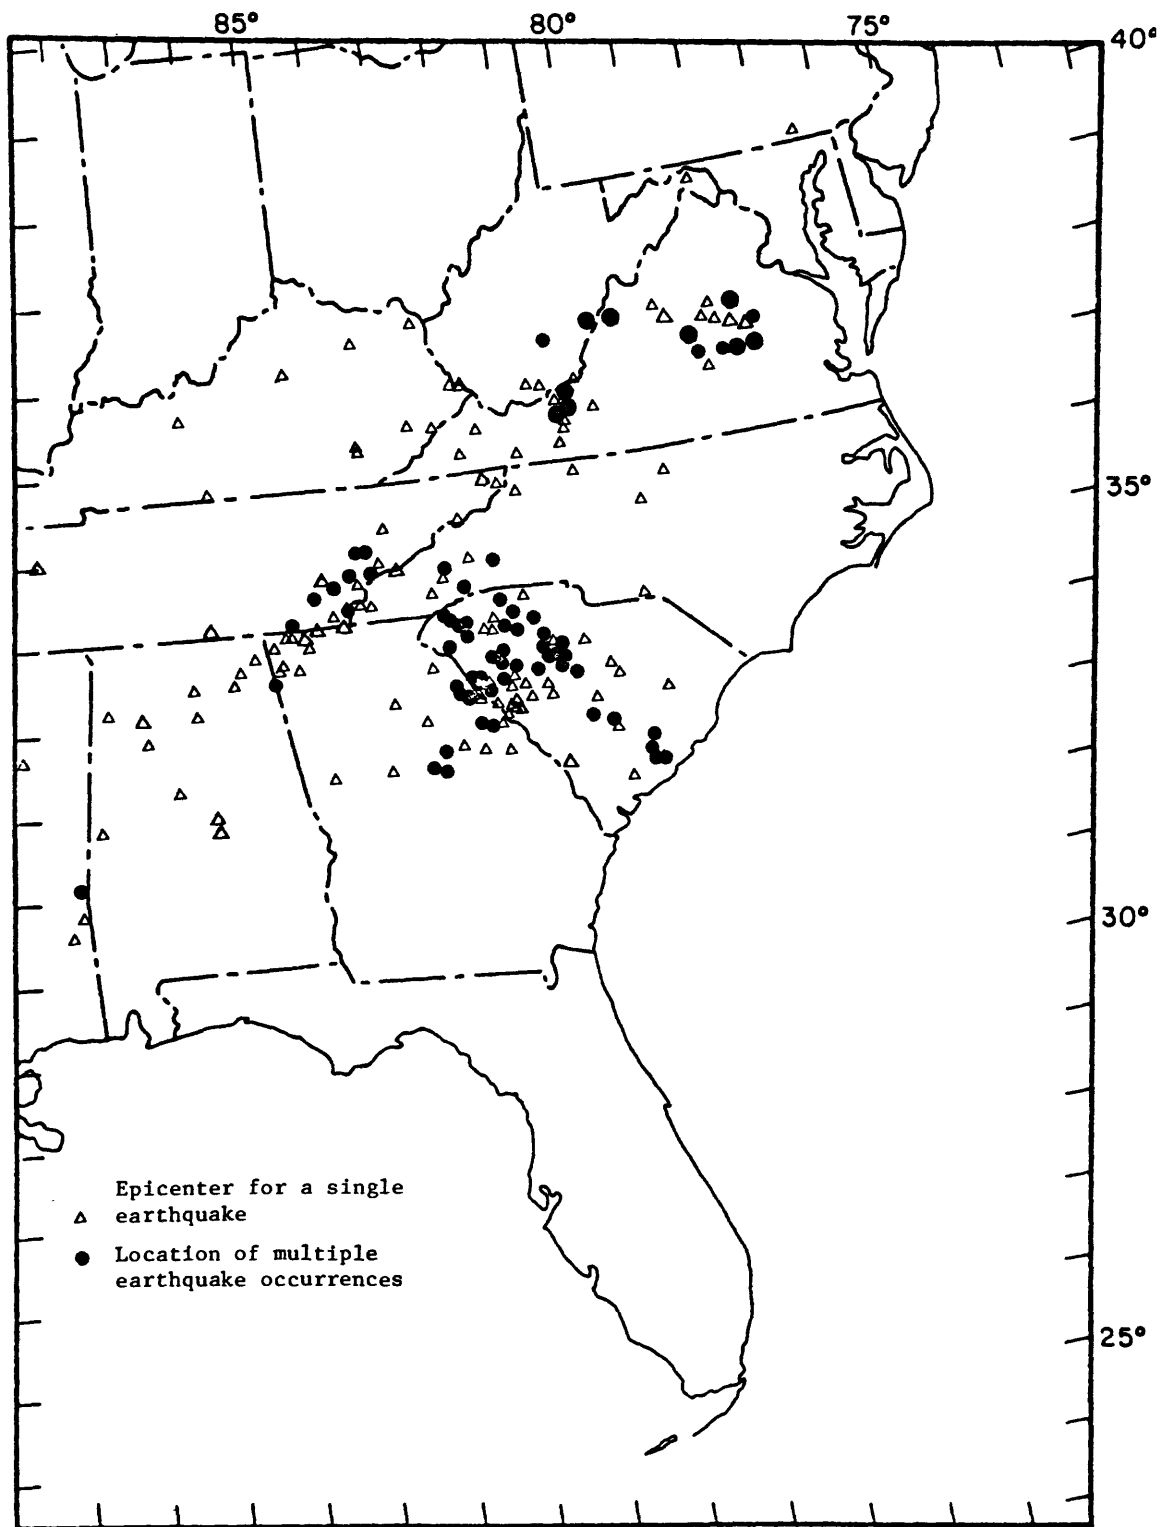 85° 80° 75°
40°
35°
30°
25°
Epicenter for a single
earthquake
Location of multiple
earthquake occurrences